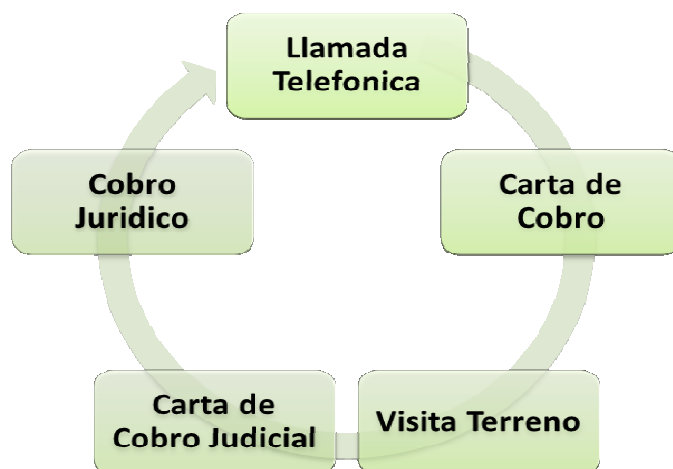 Llamada
Telefonica
Carta de
Cobro
Visita Terreno
Carta de
Cobro Judicial
Cobro
Juridico